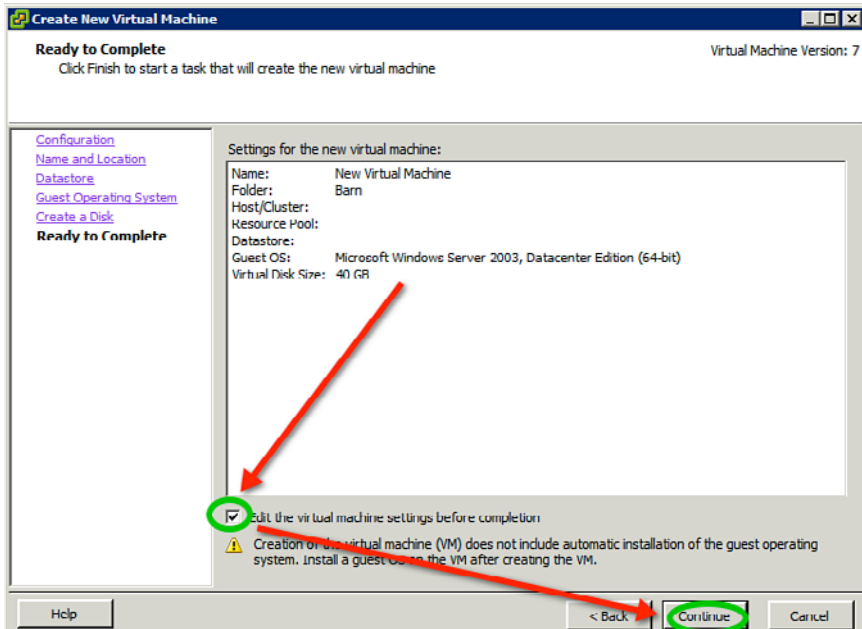 Create New Virtual Machine
Ready to Complete
Click Finish to start a task that will create the new virtual machine
Virtual Machine Version: 7
Configuration
Name and Location
Datastore
Guest Operating System
Create a Disk
Ready to Complete
Settings for the new virtual machine:
Name: New Virtual Machine
Folder: Barn
Host/Cluster:
Resource Pool:
Datastore:
Guest OS: Microsoft Windows Server 2003, Datacenter Edition (64-bit)
Virtual Disk Size: 40 GB
Edit the virtual machine settings before completion
Creation of the virtual machine (VM) does not include automatic installation of the guest operating
system. Install a guest OS on the VM after creating the VM.
Help
< Back
Continue
Cancel